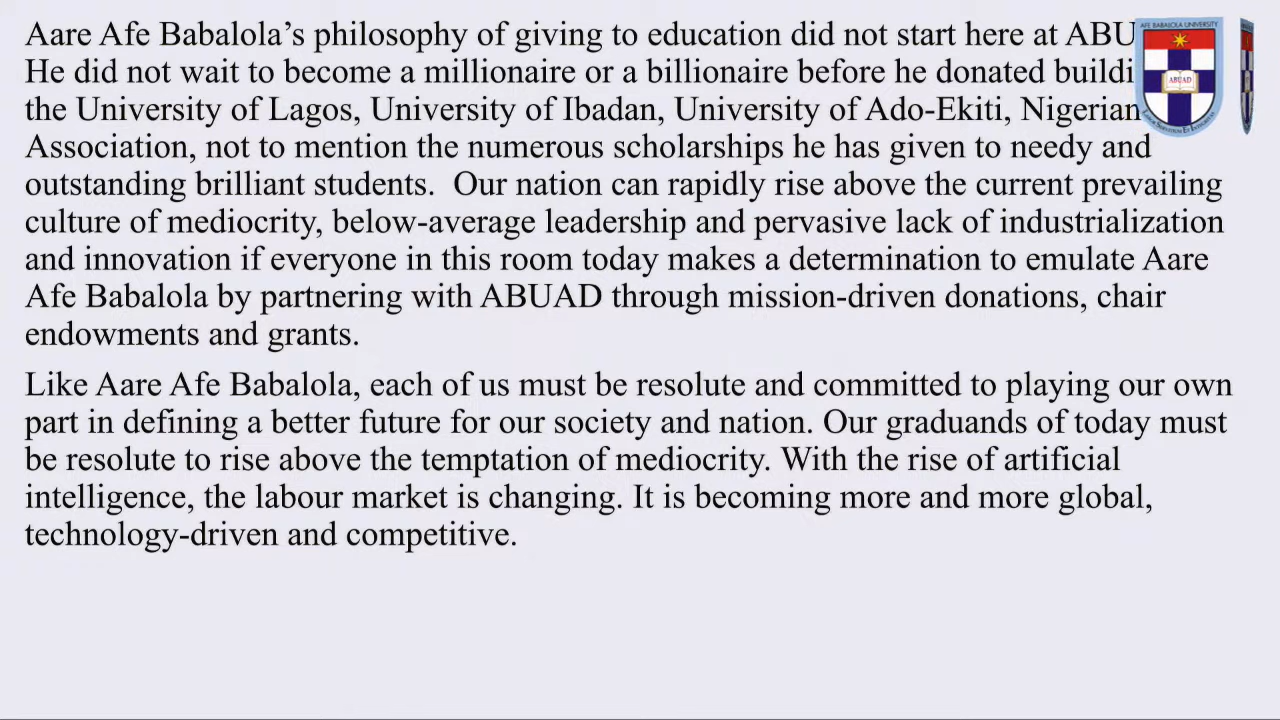 Aare Afe Babalola’s philosophy of giving to education did not start here at
He did not wait to become a millionaire or a billionaire before he donated
the University of Lagos, University of Ibadan, University of Ado-Ekiti, Nigerian
Association, not to mention the numerous scholarships he has given to needy and
outstanding brilliant students.  Our nation can rapidly rise above the current prevailing
culture of mediocrity, below-average leadership and pervasive lack of industrialization
and innovation if everyone in this room today makes a determination to emulate Aare
Afe Babalola by partnering with ABUAD through mission-driven donations, chair
endowments and grants.
Like Aare Afe Babalola, each of us must be resolute and committed to playing our own
part in defining a better future for our society and nation. Our graduands of today must
be resolute to rise above the temptation of mediocrity. With the rise of artificial
intelligence, the labour market is changing. It is becoming more and more global,
technology-driven and competitive.
AFE BABALOLA UNIVERSITY
ABUAD